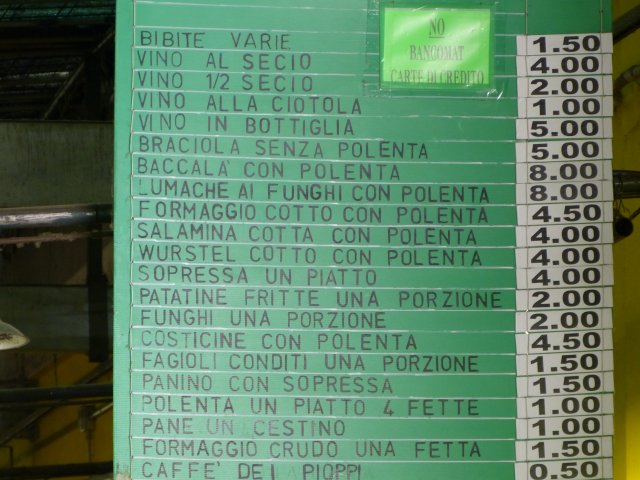 NO
BANCOMAT
CARTE DI CREDITO
BIBITE VARIE 1.50
VINO AL SECIO 4.00
VINO 1/2 SECIO 2.00
VINO ALLA CIOTOLA 1.00
VINO IN BOTTIGLIA 5.00
BRACIOLA SENZA POLENTA 5.00
BACCALA' CON POLENTA 8.00
LUMACHE AI FUNGHI CON POLENTA 8.00
FORMAGGIO COTTO CON POLENTA 4.50
SALAMINA COTTA CON POLENTA 4.00
WURSTEL COTTO CON POLENTA 4.00
SOPRESSA UN PIATTO 4.00
PATATINE FRITTE UNA PORZIONE 2.00
FUNGHI UNA PORZIONE 2.00
COSTICINE CON POLENTA 4.50
FAGIOLI CONDITI UNA PORZIONE 1.50
PANINO CON SOPRESSA 1.50
POLENTA UN PIATTO 4 FETTE 1.00
PANE UN CESTINO 1.00
FORMAGGIO CRUDO UNA FETTA 1.50
CAFFE' DEI PIOPPI 0.50